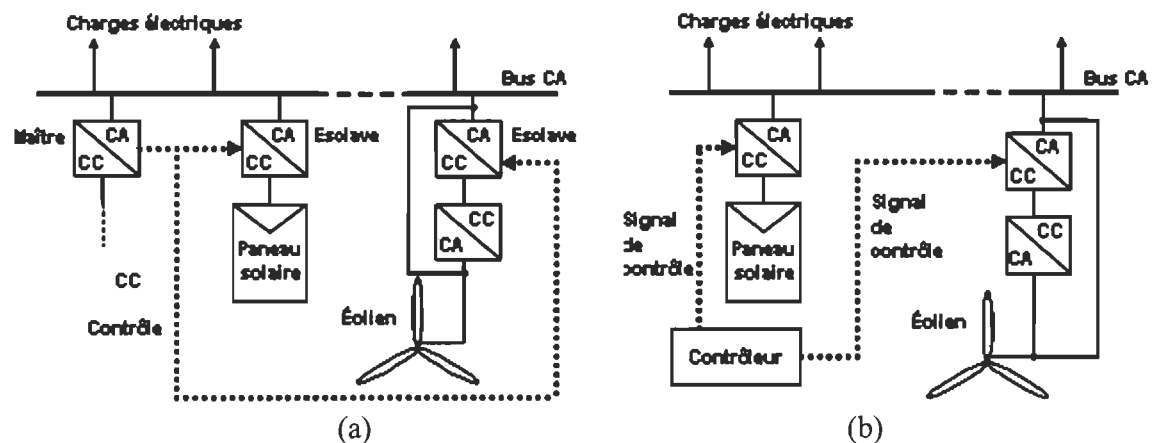 Charges électriques
Bus CA
Maître
CA
CC
CA
CC
Esolave
CA
CC
Esolave
CC
CA
Paneau
solaire
CC
Contrôle
Éolien
(a)
Charges électriques
Bus CA
CA
CC
CA
CC
Signal
de
contrôle
Paneau
solaire
Signal
de
contrôle
CC
CA
Éolien
Contrôleur
(b)